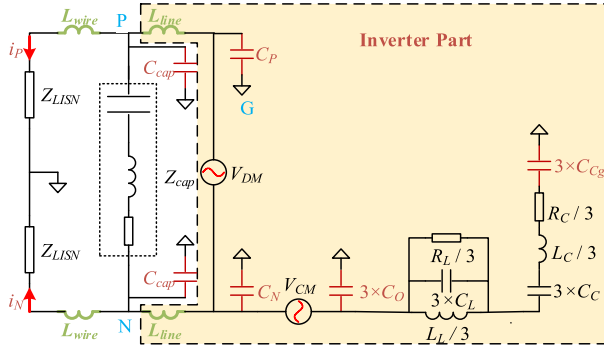 L_wire P L_line
i_P
C_P
Inverter Part
C_cap
Z_LISN
G
Z_cap
V_DM
3×C_Cg
R_C / 3
Z_LISN
R_L / 3
L_C / 3
C_cap
C_N
V_CM
3×C_O
3×C_L
3×C_C
i_N
L_wire N L_line
L_L / 3